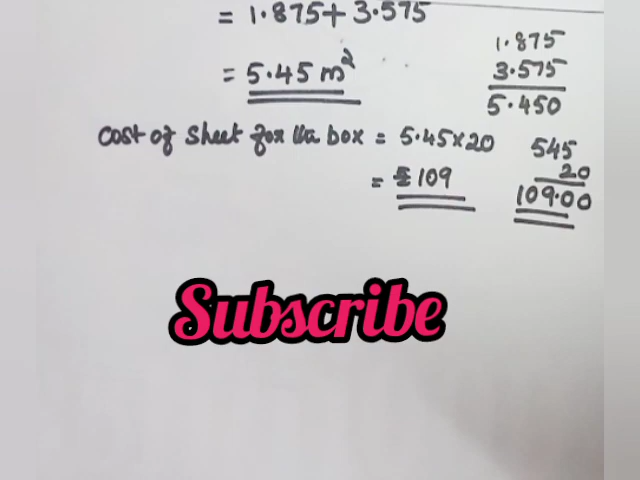 = 1.875 + 3.575
1.875
3.575
5.450
= 5.45 m²
Cost of sheet for the box = 5.45 × 20
= ₹ 109
545
20
109.00
Subscribe